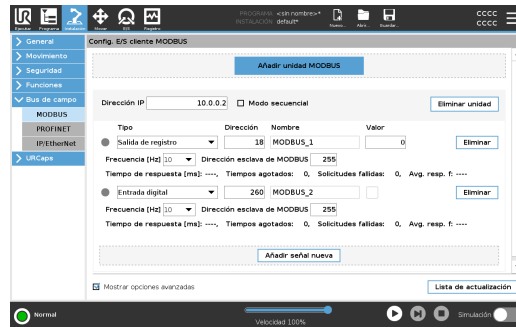 PROGRAMA <sin nombre>*
INSTALACIÓN default*
Ejecutar Programa Instalación Mover E/S Registro Nuevo... Abrir... Guardar...
CCCC
CCCC
General
Config. E/S cliente MODBUS
Movimiento
Seguridad
Funciones
Bus de campo
MODBUS
PROFINET
IP/EtherNet
URCaps
Añadir unidad MODBUS
Dirección IP 10.0.0.2 Modo secuencial Eliminar unidad
Tipo Dirección Nombre Valor
Salida de registro 18 MODBUS_1 0 Eliminar
Frecuencia [Hz] 10 Dirección esclava de MODBUS 255
Tiempo de respuesta [ms]: ----, Tiempos agotados: 0, Solicitudes fallidas: 0, Avg. resp. f: ----
Entrada digital 260 MODBUS_2 Eliminar
Frecuencia [Hz] 10 Dirección esclava de MODBUS 255
Tiempo de respuesta [ms]: ----, Tiempos agotados: 0, Solicitudes fallidas: 0, Avg. resp. f: ----
Añadir señal nueva
Mostrar opciones avanzadas Lista de actualización
Normal
Velocidad 100%
Simulación